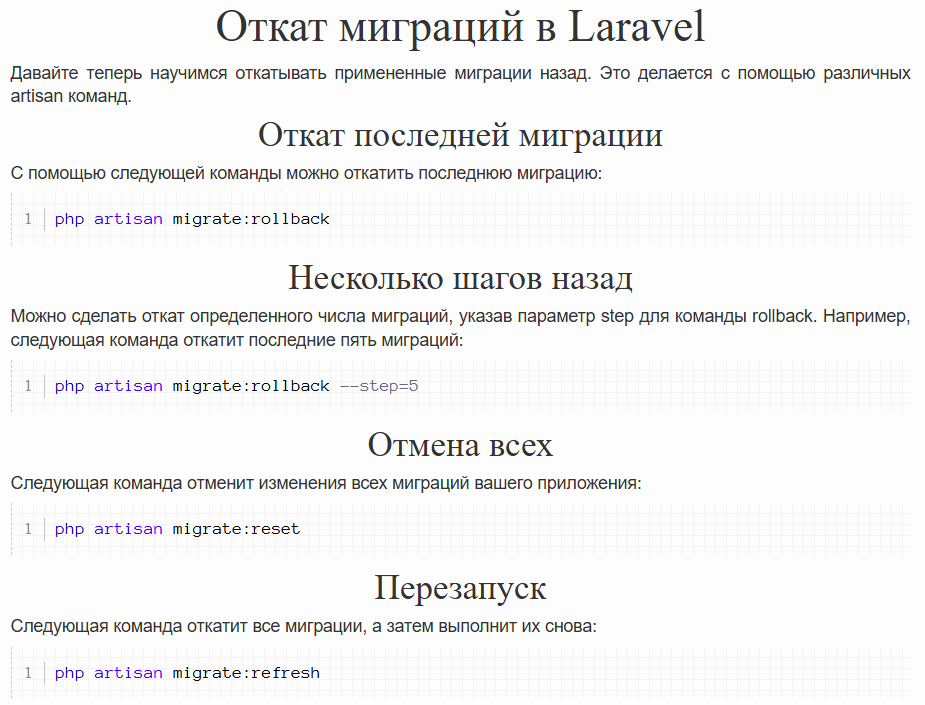 Откат миграций в Laravel
Давайте теперь научимся откатывать примененные миграции назад. Это делается с помощью различных
artisan команд.
Откат последней миграции
С помощью следующей команды можно откатить последнюю миграцию:
1 php artisan migrate:rollback
Несколько шагов назад
Можно сделать откат определенного числа миграций, указав параметр step для команды rollback. Например,
следующая команда откатит последние пять миграций:
1 php artisan migrate:rollback --step=5
Отмена всех
Следующая команда отменит изменения всех миграций вашего приложения:
1 php artisan migrate:reset
Перезапуск
Следующая команда откатит все миграции, а затем выполнит их снова:
1 php artisan migrate:refresh